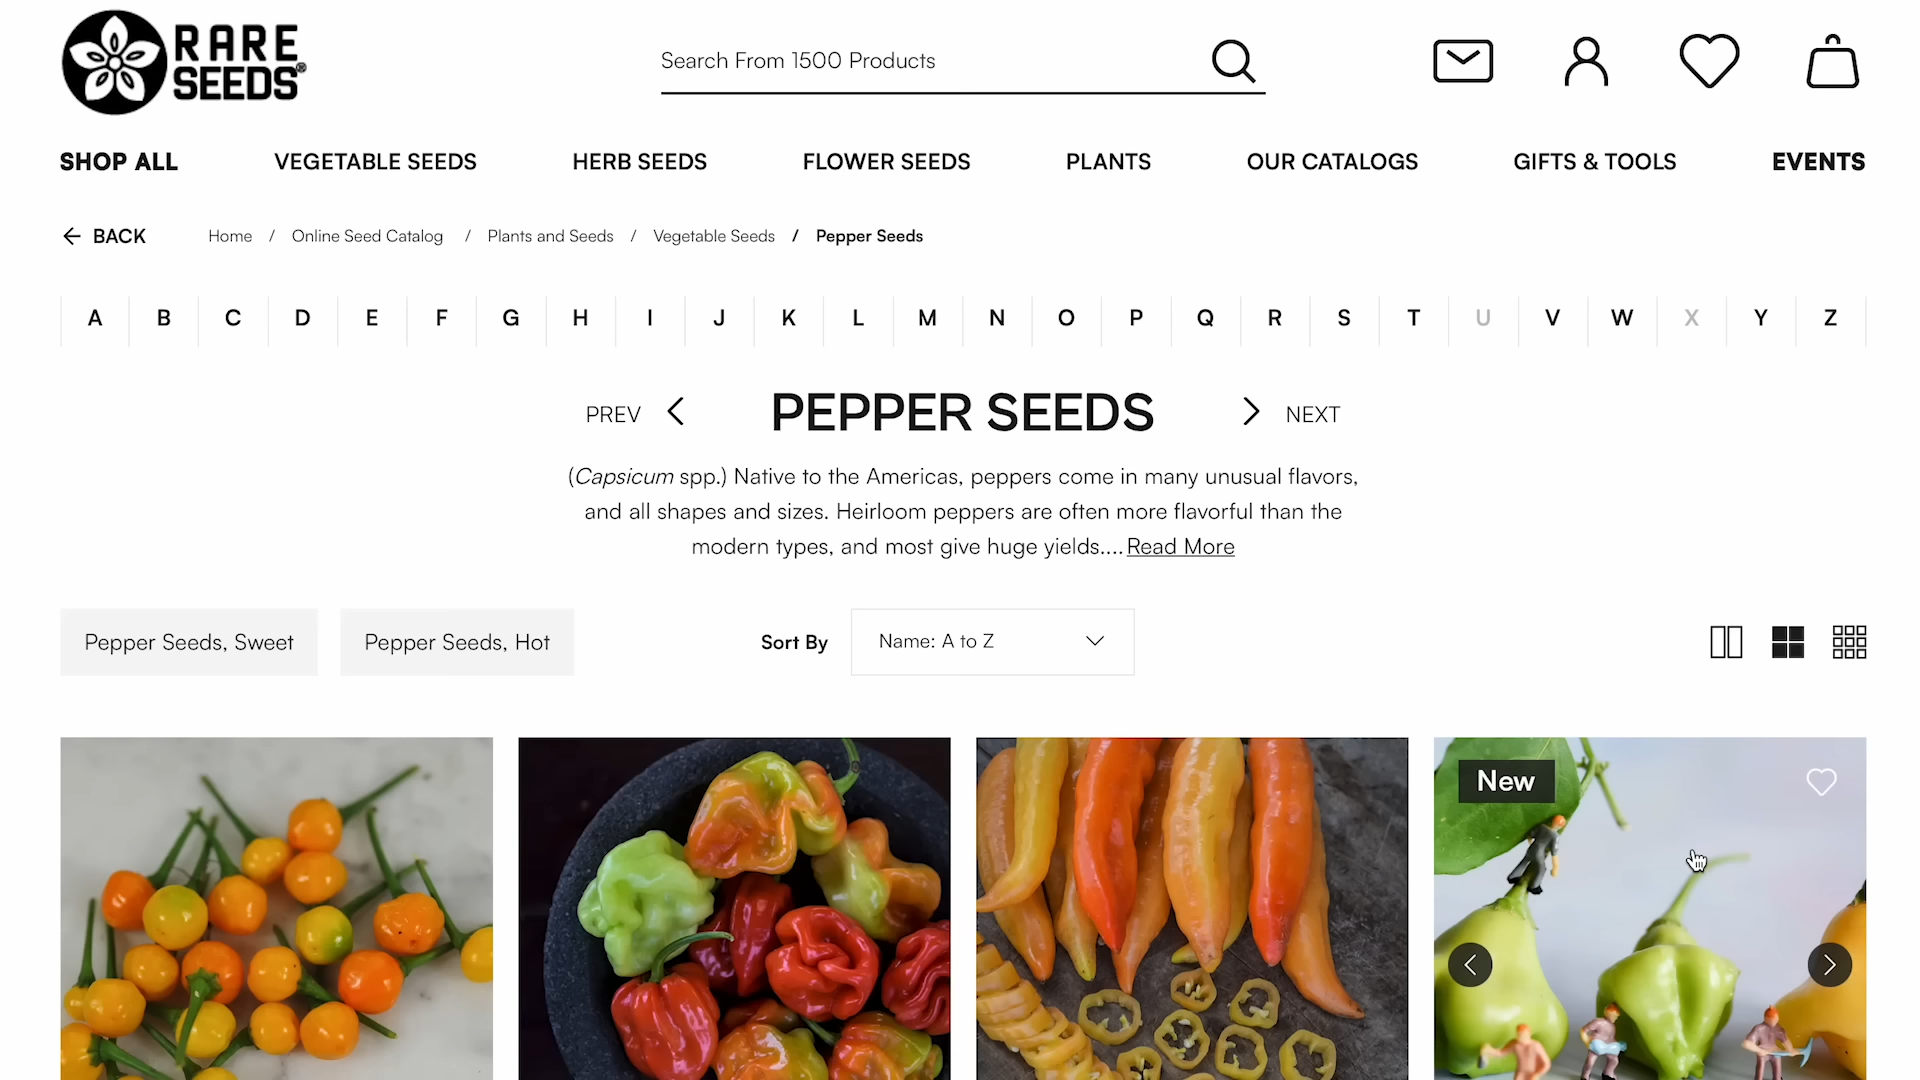 RARE
SEEDS®
Search From 1500 Products
SHOP ALL VEGETABLE SEEDS HERB SEEDS FLOWER SEEDS PLANTS OUR CATALOGS GIFTS & TOOLS EVENTS
BACK Home / Online Seed Catalog / Plants and Seeds / Vegetable Seeds / Pepper Seeds
A B C D E F G H I J K L M N O P Q R S T U V W X Y Z
PREV PEPPER SEEDS NEXT
(Capsicum spp.) Native to the Americas, peppers come in many unusual flavors,
and all shapes and sizes. Heirloom peppers are often more flavorful than the
modern types, and most give huge yields.... Read More
Pepper Seeds, Sweet Pepper Seeds, Hot Sort By Name: A to Z
New